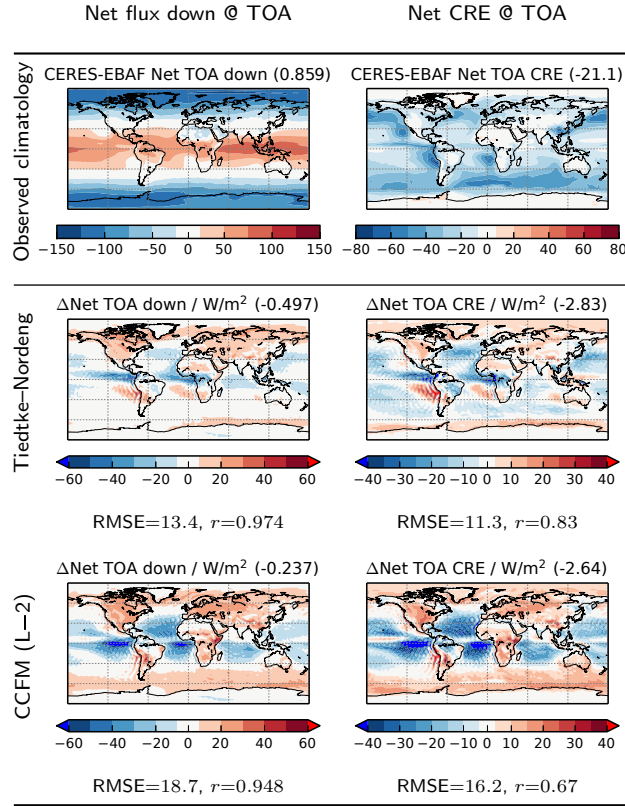 Net flux down @ TOA Net CRE @ TOA
Observed climatology
CERES-EBAF Net TOA down (0.859) CERES-EBAF Net TOA CRE (-21.1)
−150 −100 −50 0 50 100 150 −80 −60 −40 −20 0 20 40 60 80
Tiedtke–Nordeng
ΔNet TOA down / W/m² (-0.497) ΔNet TOA CRE / W/m² (-2.83)
−60 −40 −20 0 20 40 60 −40 −30 −20 −10 0 10 20 30 40
RMSE=13.4, r=0.974 RMSE=11.3, r=0.83
CCFM (L−2)
ΔNet TOA down / W/m² (-0.237) ΔNet TOA CRE / W/m² (-2.64)
−60 −40 −20 0 20 40 60 −40 −30 −20 −10 0 10 20 30 40
RMSE=18.7, r=0.948 RMSE=16.2, r=0.67